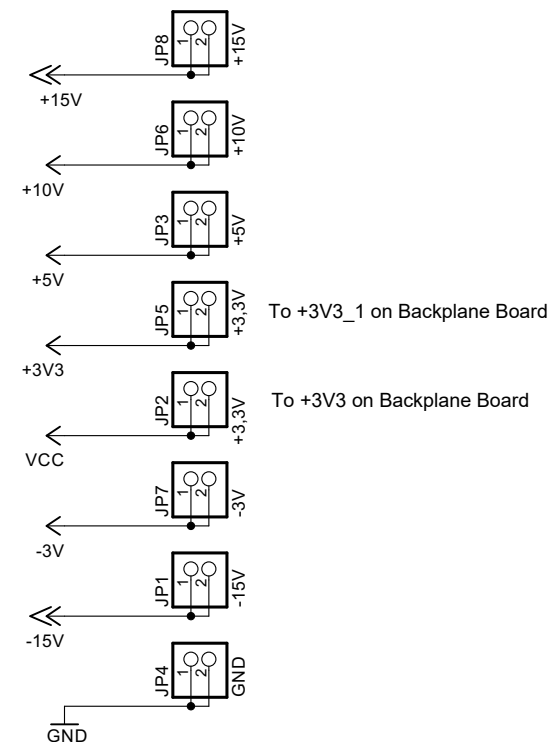 JP8 1 2 +15V
+15V
JP6 1 2 +10V
+10V
JP3 1 2 +5V
+5V
JP5 1 2 +3,3V To +3V3_1 on Backplane Board
+3V3
JP2 1 2 +3,3V To +3V3 on Backplane Board
VCC
JP7 1 2 -3V
-3V
JP1 1 2 -15V
-15V
JP4 1 2 GND
GND